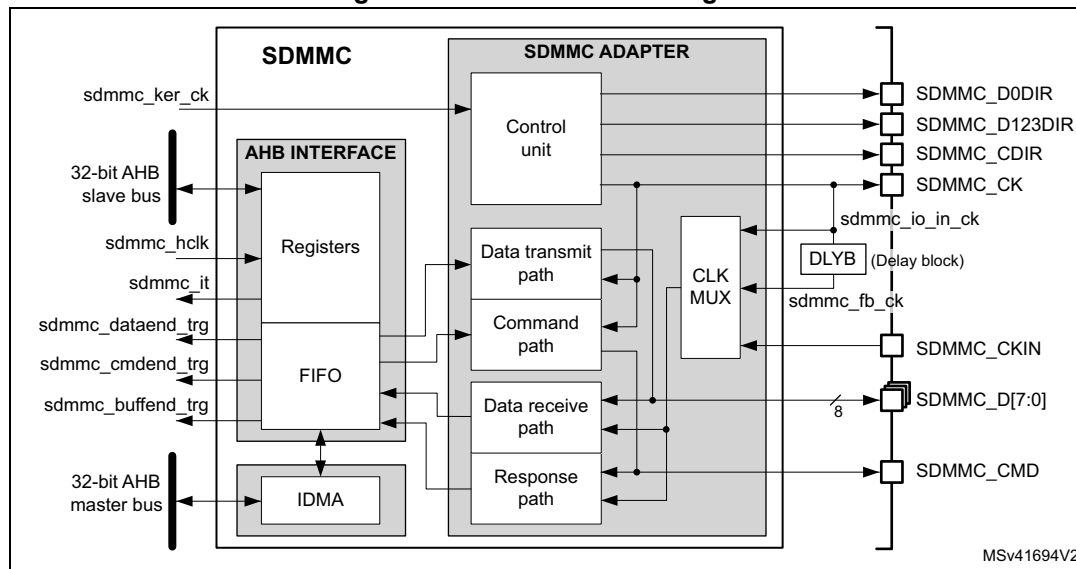 SDMMC
SDMMC ADAPTER
sdmmc_ker_ck
Control
unit
SDMMC_D0DIR
SDMMC_D123DIR
SDMMC_CDIR
SDMMC_CK
AHB INTERFACE
32-bit AHB
slave bus
Registers
sdmmc_hclk
sdmmc_it
sdmmc_dataend_trg
sdmmc_cmdend_trg
sdmmc_buffend_trg
FIFO
Data transmit
path
Command
path
CLK
MUX
sdmmc_io_in_ck
DLYB
(Delay block)
sdmmc_fb_ck
SDMMC_CKIN
Data receive
path
8
SDMMC_D[7:0]
Response
path
SDMMC_CMD
32-bit AHB
master bus
IDMA
MSv41694V2